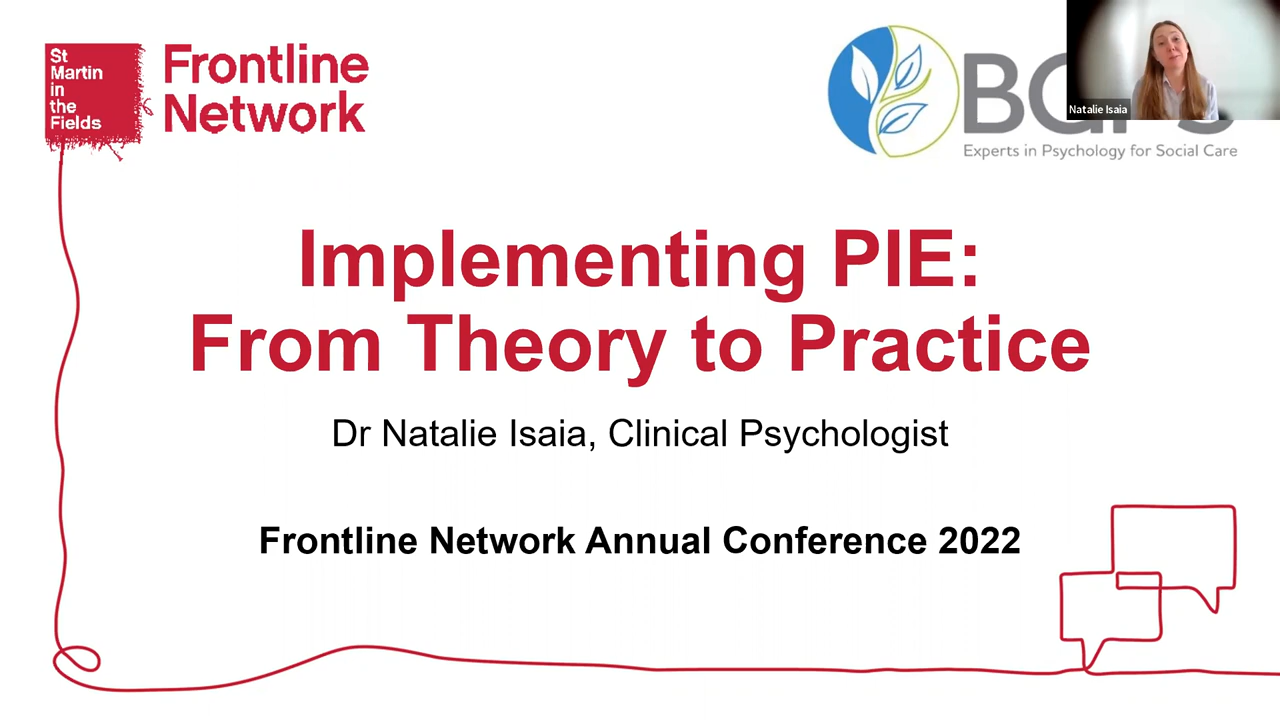 St
Martin
in
the
Fields
Frontline
Network
Experts in Psychology for Social Care
Natalie Isaia
Implementing PIE:
From Theory to Practice
Dr Natalie Isaia, Clinical Psychologist
Frontline Network Annual Conference 2022